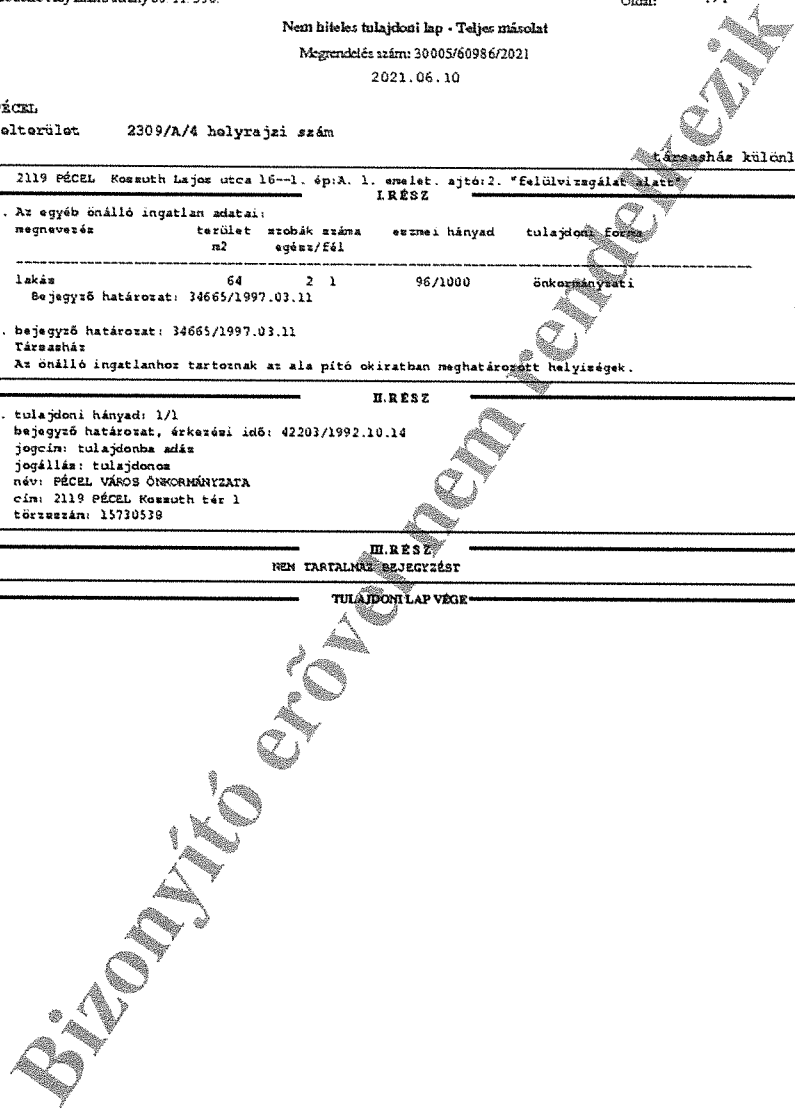 Oldal: 1 / 1
Nem hiteles tulajdoni lap - Teljes másolat
Megrendelés szám: 30005/60986/2021
2021.06.10
PÉCEL
elterület 2309/A/4 helyrajzi szám
társasház különl
2119 PÉCEL Kossuth Lajos utca 16--1. ép:A. 1. emelet. ajtó:2. "felülvizsgálat alatt"
I.RÉSZ
. Az egyéb önálló ingatlan adatai:
megnevezés terület szobák száma eszmei hányad tulajdoni forma
m2 egész/fél
lakás 64 2 1 96/1000 önkormányzati
Bejegyző határozat: 34665/1997.03.11
. bejegyző határozat: 34665/1997.03.11
Társasház
Az önálló ingatlanhoz tartoznak az ala pító okiratban meghatározott helyiségek.
II.RÉSZ
. tulajdoni hányad: 1/1
bejegyző határozat, érkezési idő: 42203/1992.10.14
jogcím: tulajdonba adás
jogállás: tulajdonos
név: PÉCEL VÁROS ÖNKORMÁNYZATA
cím: 2119 PÉCEL Kossuth tér 1
törzsszám: 15730538
III.RÉSZ
NEM TARTALMAZ BEJEGYZÉST
TULAJDONI LAP VÉGE
Bizonyító erővel nem rendelkezik